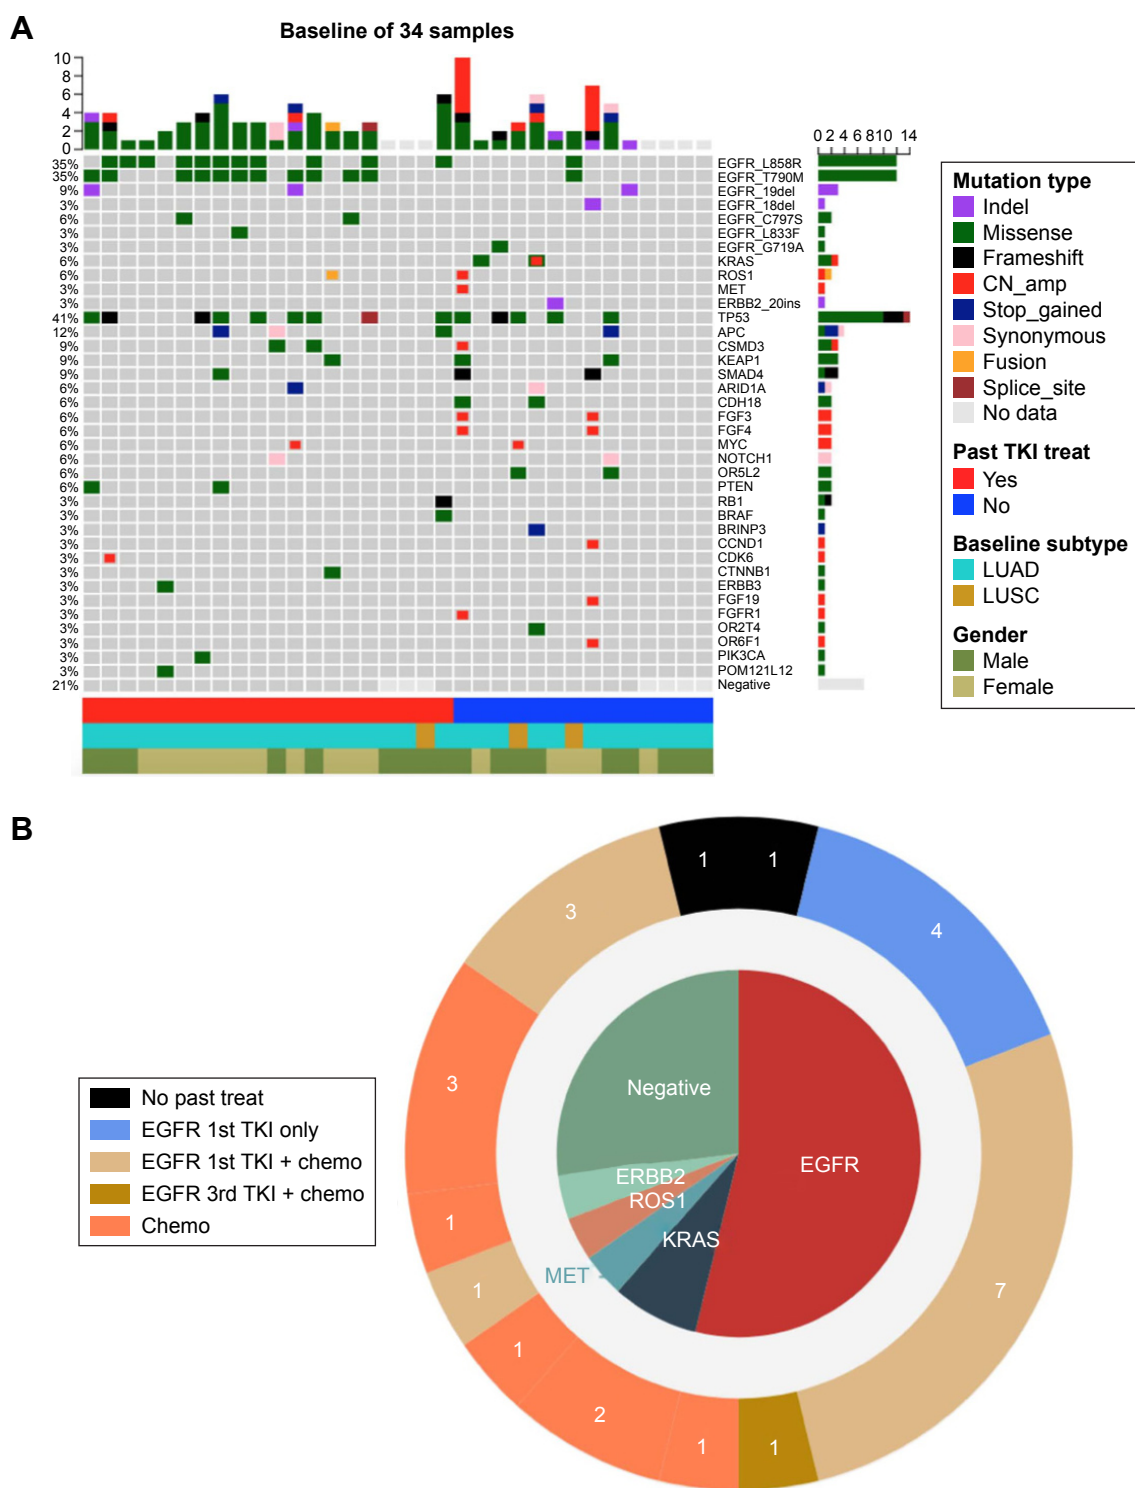 A
Baseline of 34 samples
10
8
6
4
2
0
0 2 4 6 8 10 14
35% EGFR_L858R
35% EGFR_T790M
9% EGFR_19del
3% EGFR_18del
6% EGFR_C797S
3% EGFR_L833F
3% EGFR_G719A
6% KRAS
6% ROS1
3% MET
3% ERBB2_20ins
41% TP53
12% APC
9% CSMD3
9% KEAP1
9% SMAD4
6% ARID1A
6% CDH18
6% FGF3
6% FGF4
6% MYC
6% NOTCH1
6% OR5L2
6% PTEN
3% RB1
3% BRAF
3% BRINP3
3% CCND1
3% CDK6
3% CTNNB1
3% ERBB3
3% FGF19
3% FGFR1
3% OR2T4
3% OR6F1
3% PIK3CA
3% POM121L12
21% Negative
Mutation type
Indel
Missense
Frameshift
CN_amp
Stop_gained
Synonymous
Fusion
Splice_site
No data
Past TKI treat
Yes
No
Baseline subtype
LUAD
LUSC
Gender
Male
Female
B
No past treat
EGFR 1st TKI only
EGFR 1st TKI + chemo
EGFR 3rd TKI + chemo
Chemo
1 1
3 4
3
Negative
EGFR
ERBB2
ROS1
1
KRAS
MET
1 7
1
2
1 1